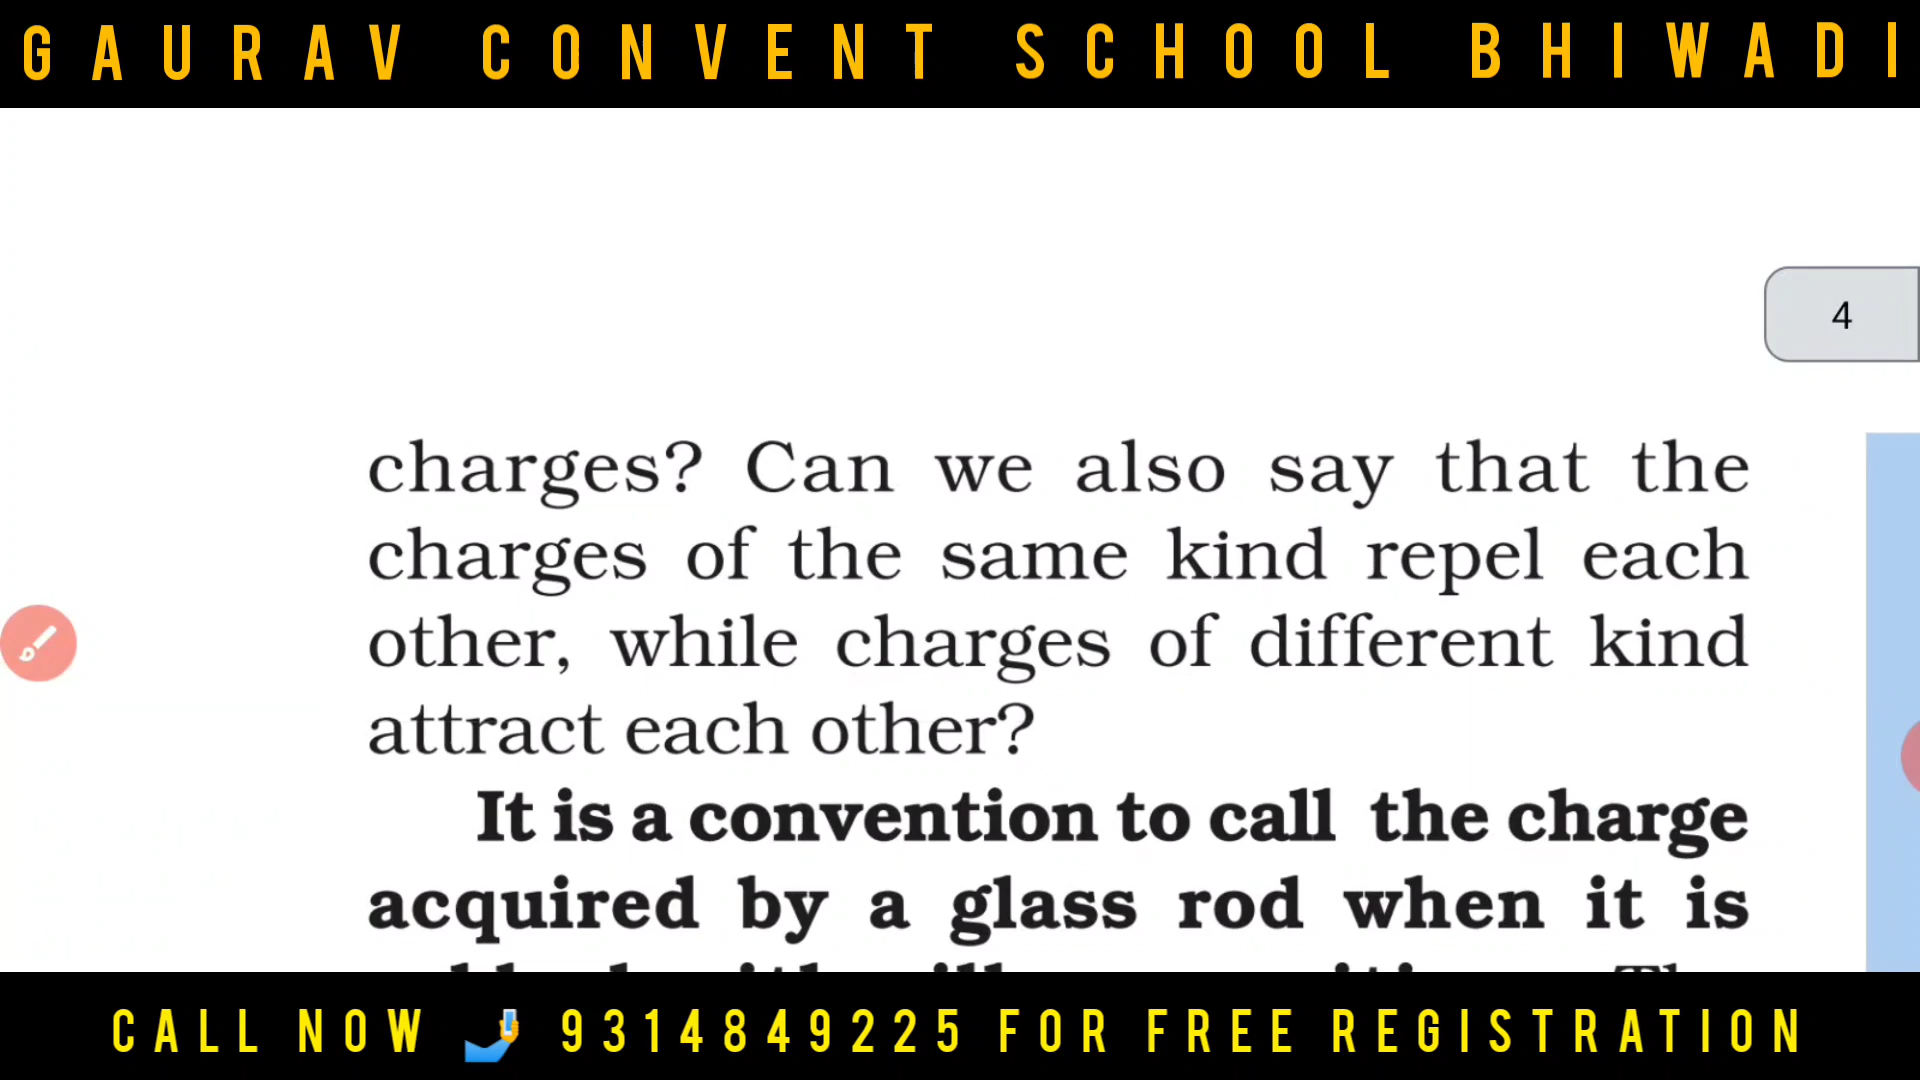 GAURAV CONVENT SCHOOL BHIWADI
4
charges? Can we also say that the
charges of the same kind repel each
other, while charges of different kind
attract each other?
It is a convention to call the charge
acquired by a glass rod when it is
CALL NOW 🤳 9314849225 FOR FREE REGISTRATION